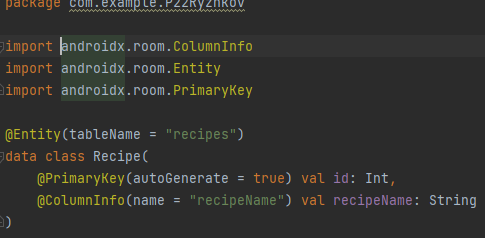 package com.example.P22Ryzhkov
import androidx.room.ColumnInfo
import androidx.room.Entity
import androidx.room.PrimaryKey
@Entity(tableName = "recipes")
data class Recipe(
@PrimaryKey(autoGenerate = true) val id: Int,
@ColumnInfo(name = "recipeName") val recipeName: String
)